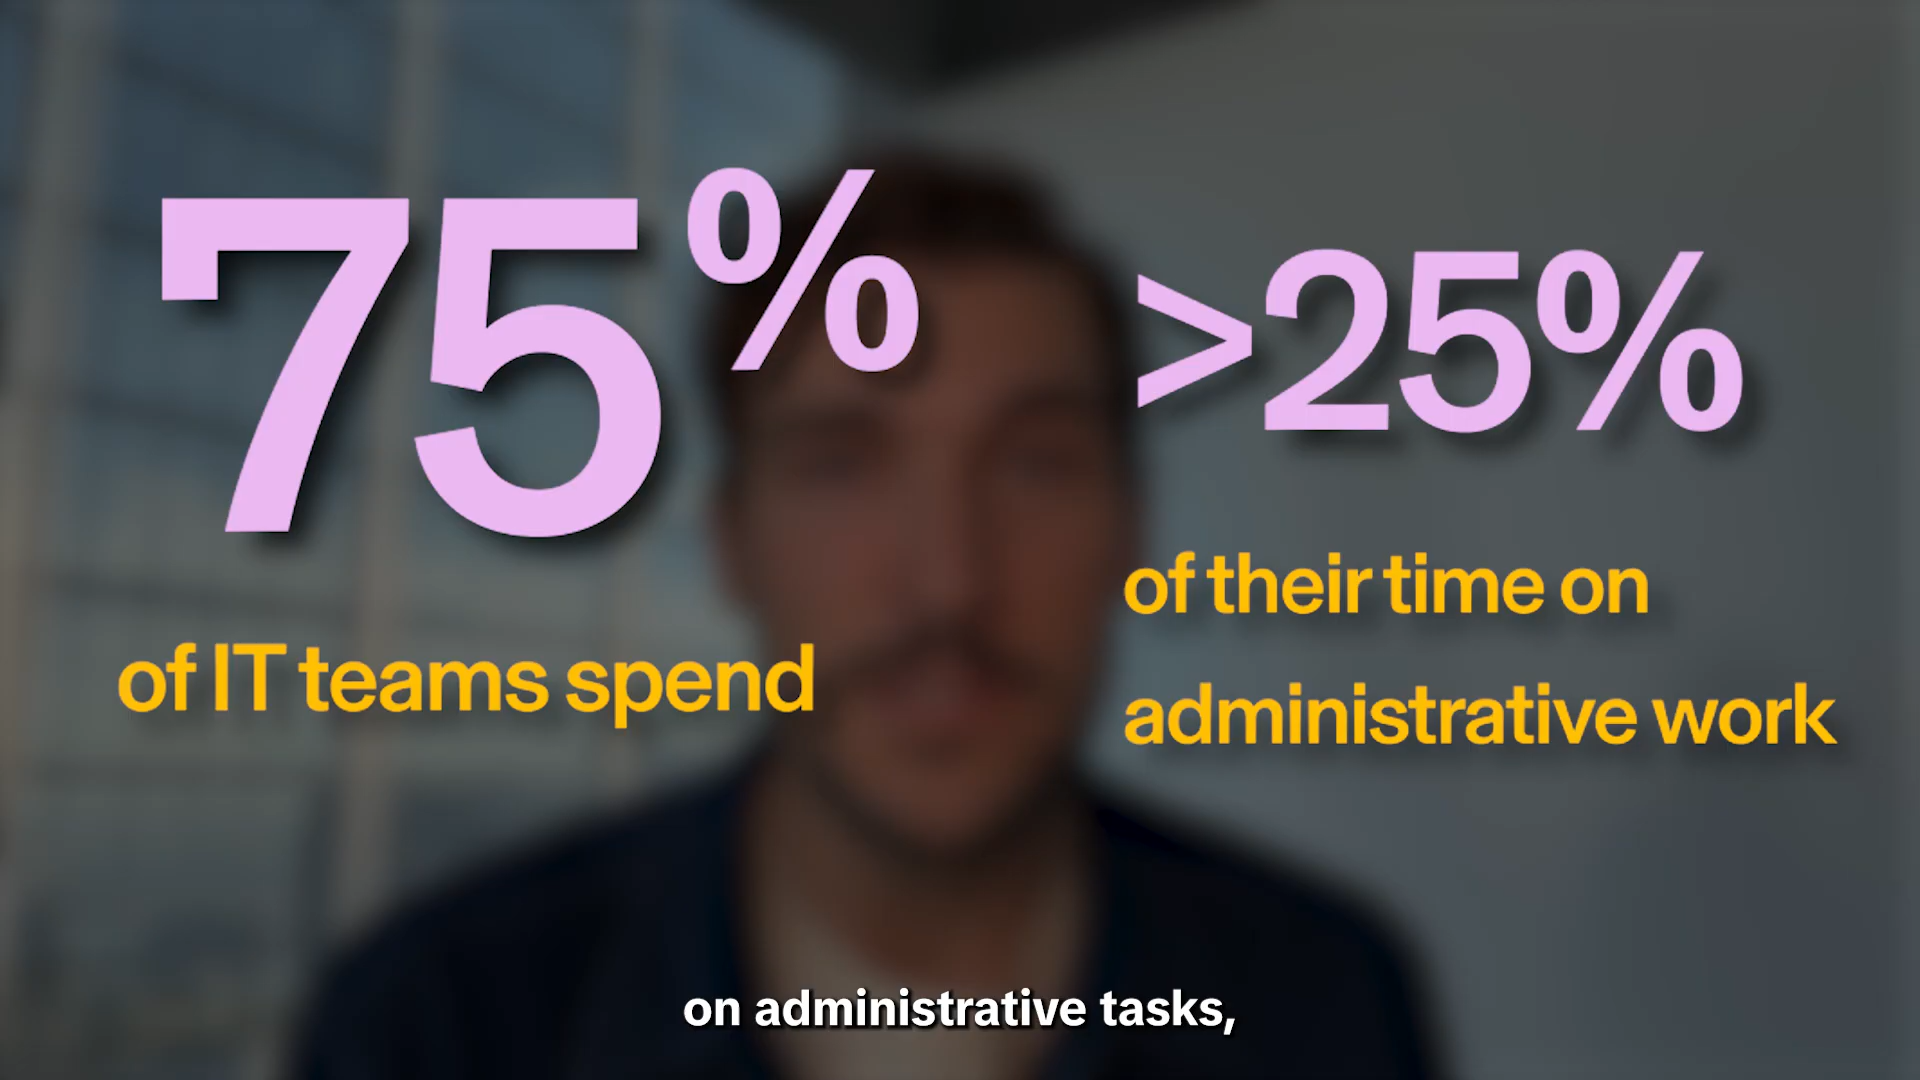 75%
of IT teams spend
>25%
of their time on
administrative work
on administrative tasks,